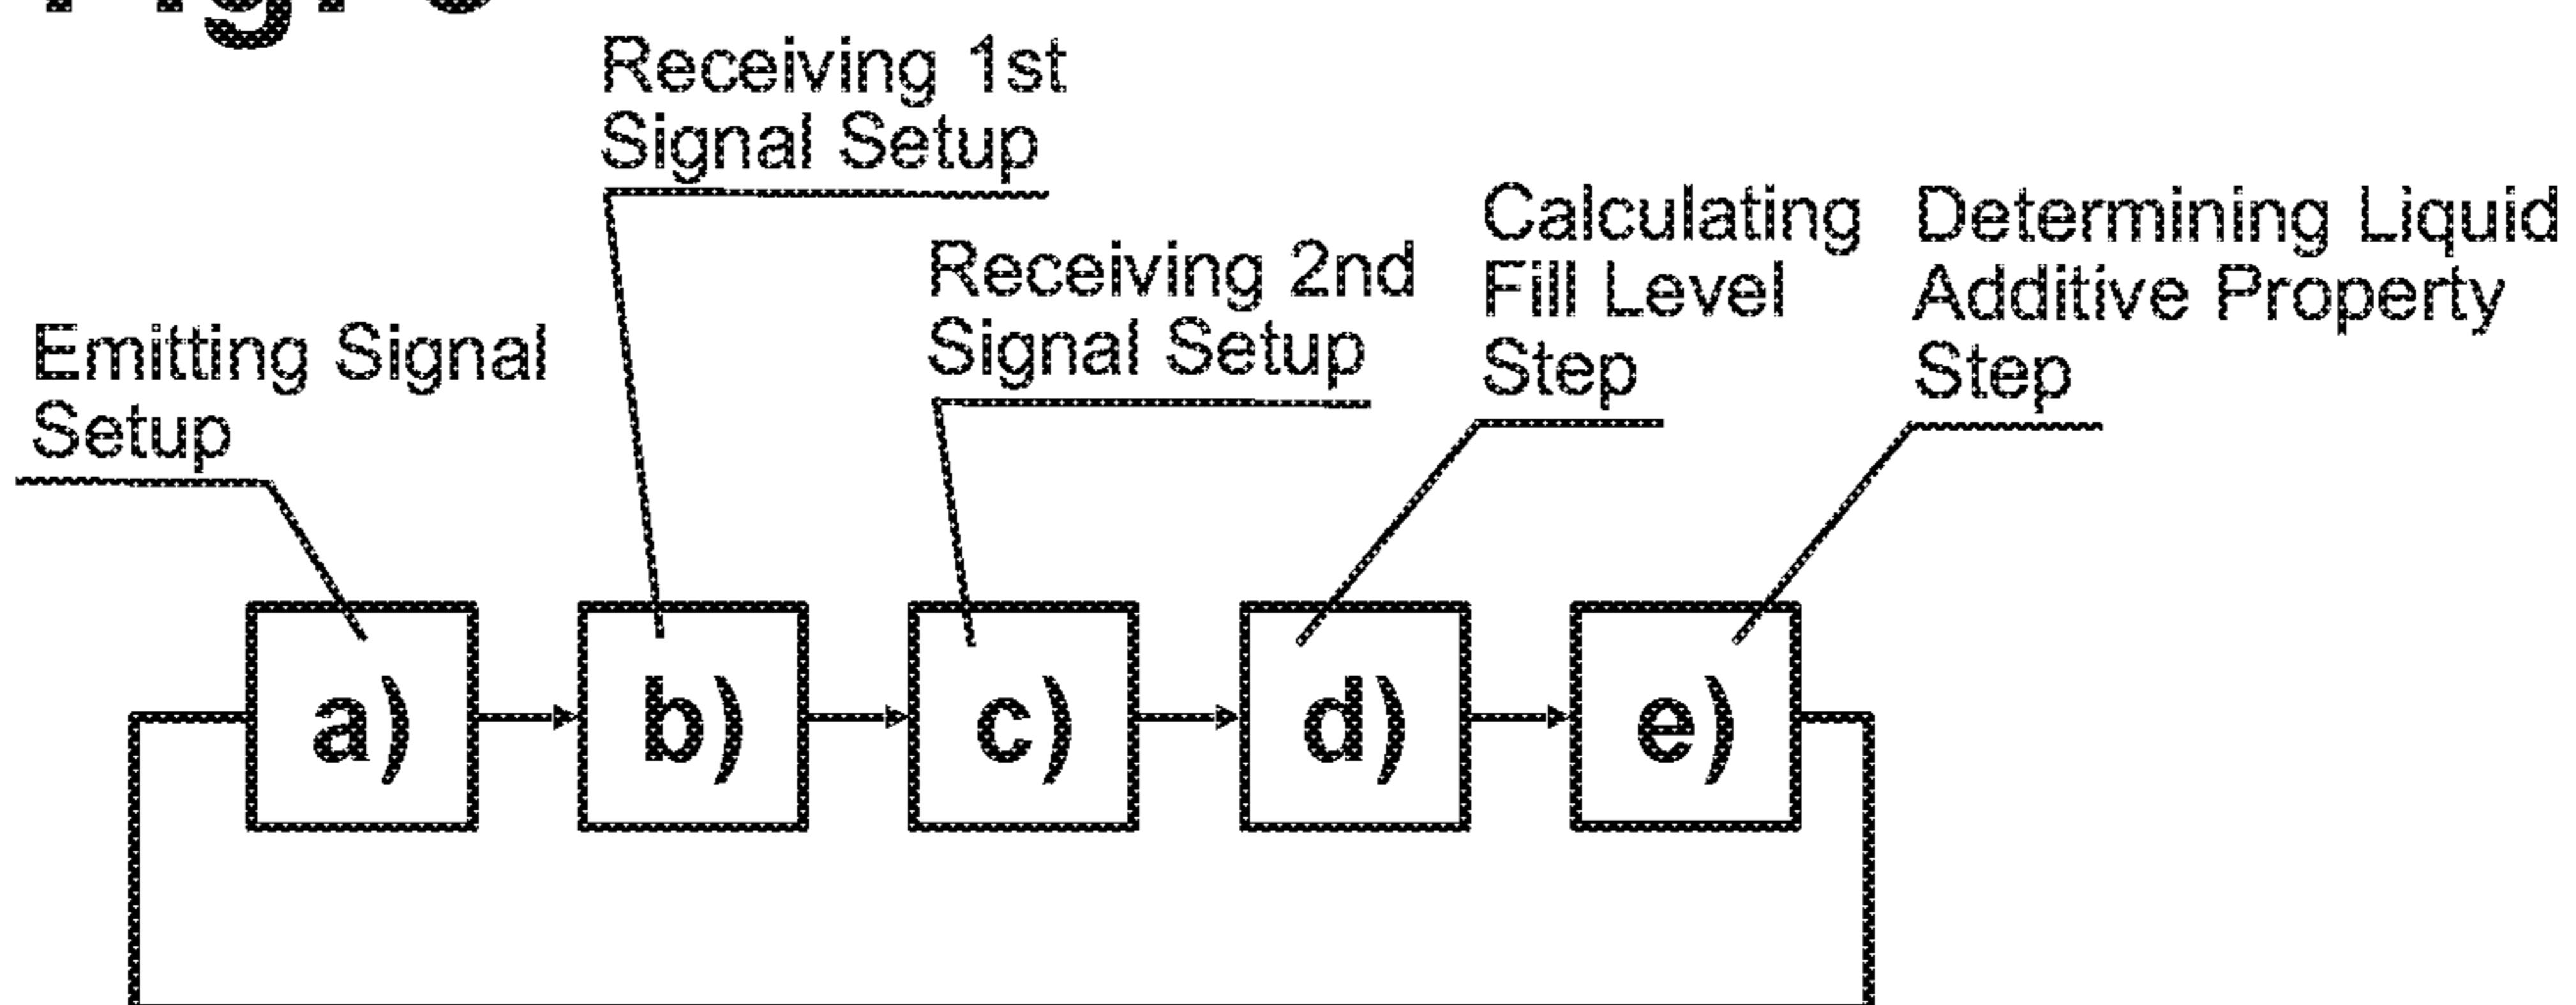 Receiving 1st
Signal Setup
Receiving 2nd
Signal Setup
Calculating
Fill Level
Step
Determining Liquid
Additive Property
Step
Emitting Signal
Setup
a)
b)
c)
d)
e)